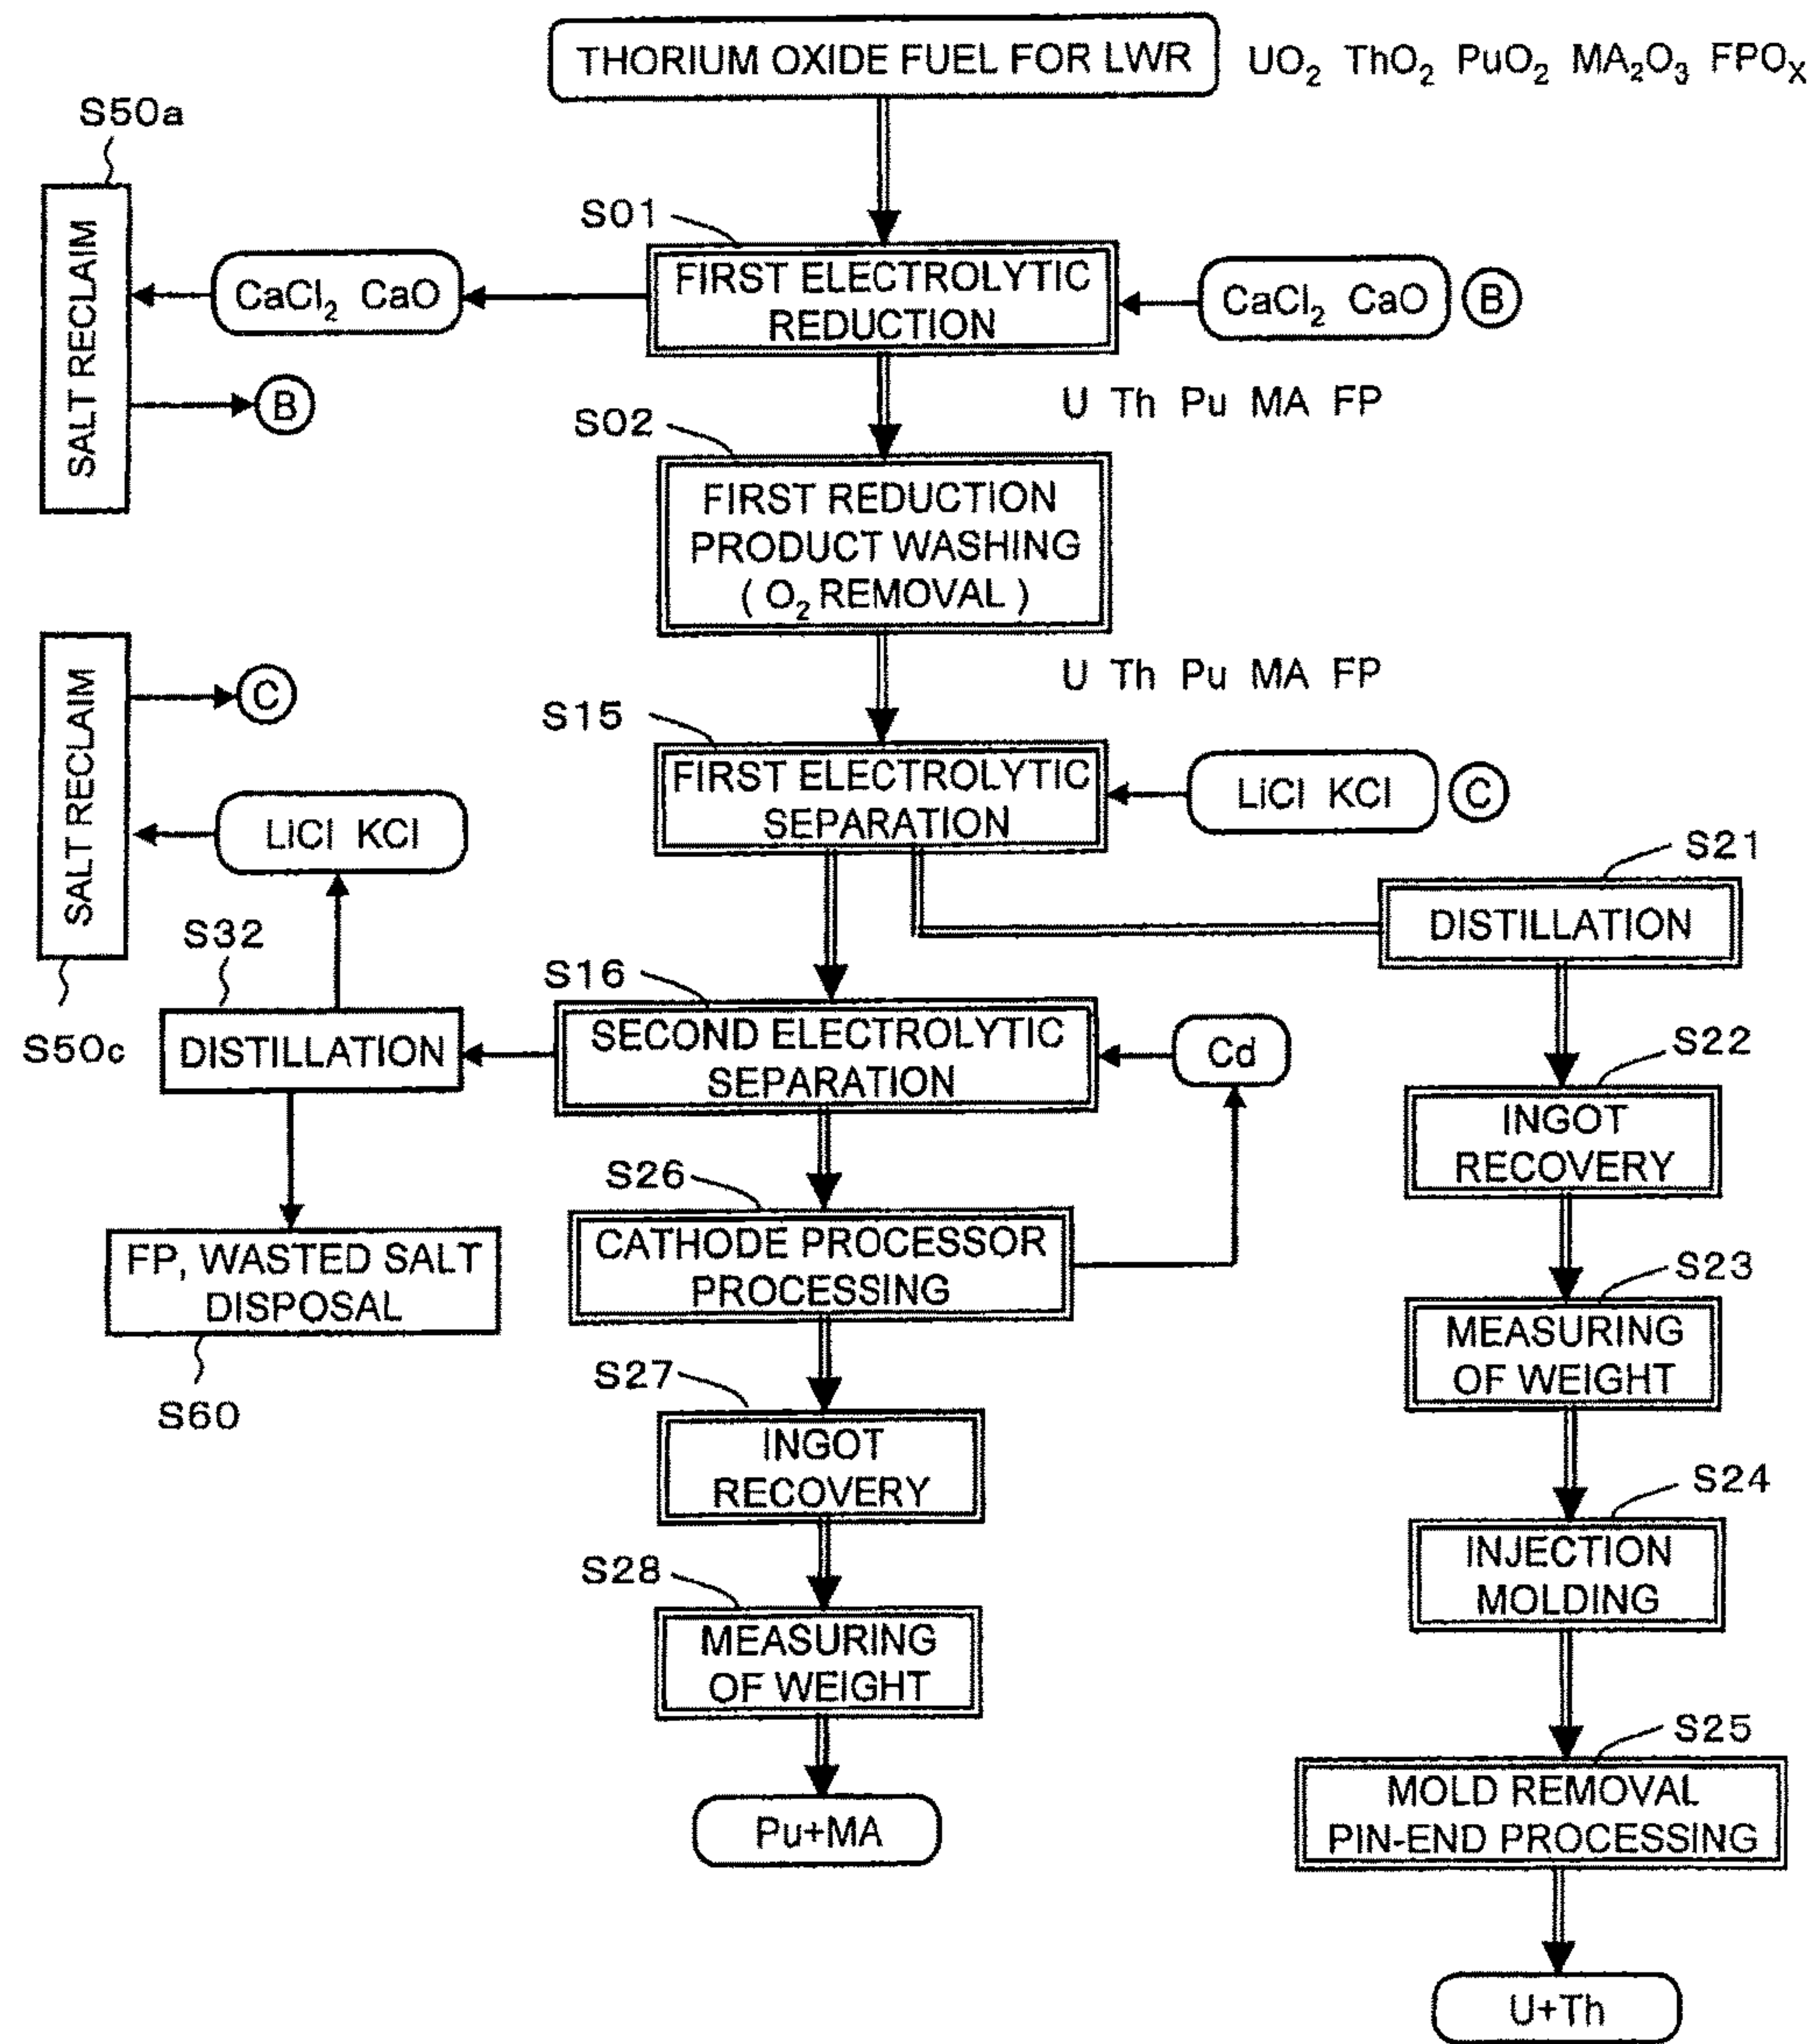 THORIUM OXIDE FUEL FOR LWR
UO₂ ThO₂ PuO₂ MA₂O₃ FPOₓ
S50a
SALT RECLAIM
CaCl₂ CaO
B
S01
FIRST ELECTROLYTIC
REDUCTION
CaCl₂ CaO
B
U Th Pu MA FP
S02
FIRST REDUCTION
PRODUCT WASHING
( O₂ REMOVAL )
U Th Pu MA FP
SALT RECLAIM
C
LiCl KCl
S50c
S15
FIRST ELECTROLYTIC
SEPARATION
LiCl KCl
C
S21
DISTILLATION
S32
DISTILLATION
S16
SECOND ELECTROLYTIC
SEPARATION
Cd
S22
INGOT
RECOVERY
FP, WASTED SALT
DISPOSAL
S60
S26
CATHODE PROCESSOR
PROCESSING
S23
MEASURING
OF WEIGHT
S27
INGOT
RECOVERY
S24
INJECTION
MOLDING
S28
MEASURING
OF WEIGHT
S25
MOLD REMOVAL
PIN-END PROCESSING
Pu+MA
U+Th